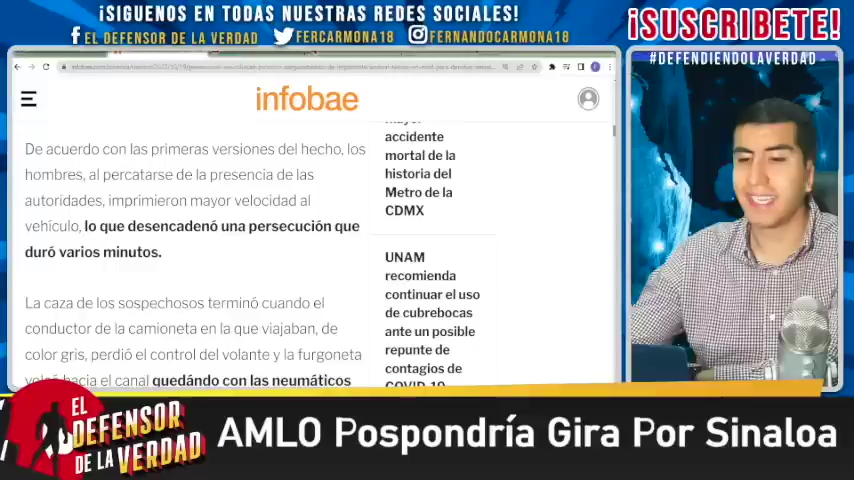 ¡SIGUENOS EN TODAS NUESTRAS REDES SOCIALES!
EL DEFENSOR DE LA VERDAD
FERCARMONA18
FERNANDOCARMONA18
¡SUSCRIBETE!
#DEFENDIENDOLAVERDAD
infobae
De acuerdo con las primeras versiones del hecho, los
hombres, al percatarse de la presencia de las
autoridades, imprimieron mayor velocidad al
vehículo, lo que desencadenó una persecución que
duró varios minutos.
La caza de los sospechosos terminó cuando el
conductor de la camioneta en la que viajaban, de
color gris, perdió el control del volante y la furgoneta
volcó hacia el canal quedándo con las neumáticos
mayor
accidente
mortal de la
historia del
Metro de la
CDMX
UNAM
recomienda
continuar el uso
de cubrebocas
ante un posible
repunte de
contagios de
COVID-19
EL
DEFENSOR
DE LA VERDAD
AMLO Pospondría Gira Por Sinaloa